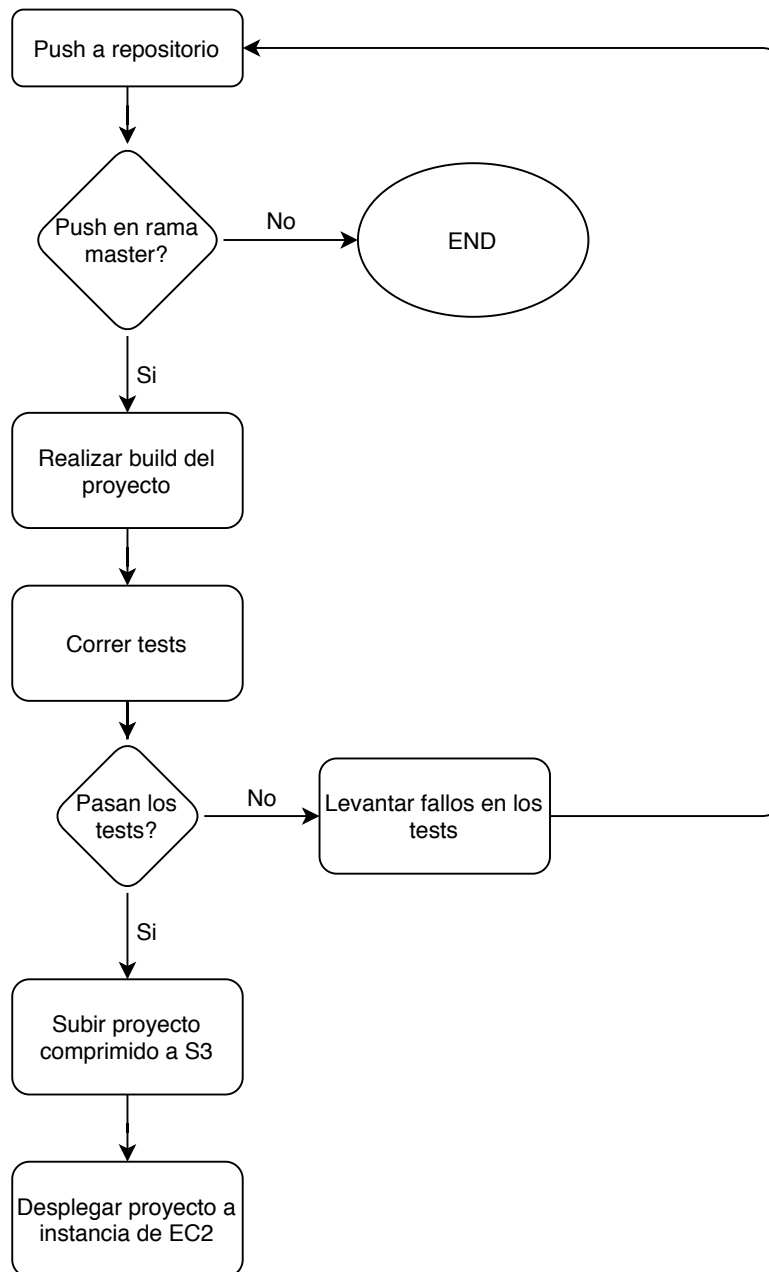 Push a repositorio
Push en rama
master?
No
END
Si
Realizar build del
proyecto
Correr tests
Pasan los
tests?
No
Levantar fallos en los
tests
Si
Subir proyecto
comprimido a S3
Desplegar proyecto a
instancia de EC2